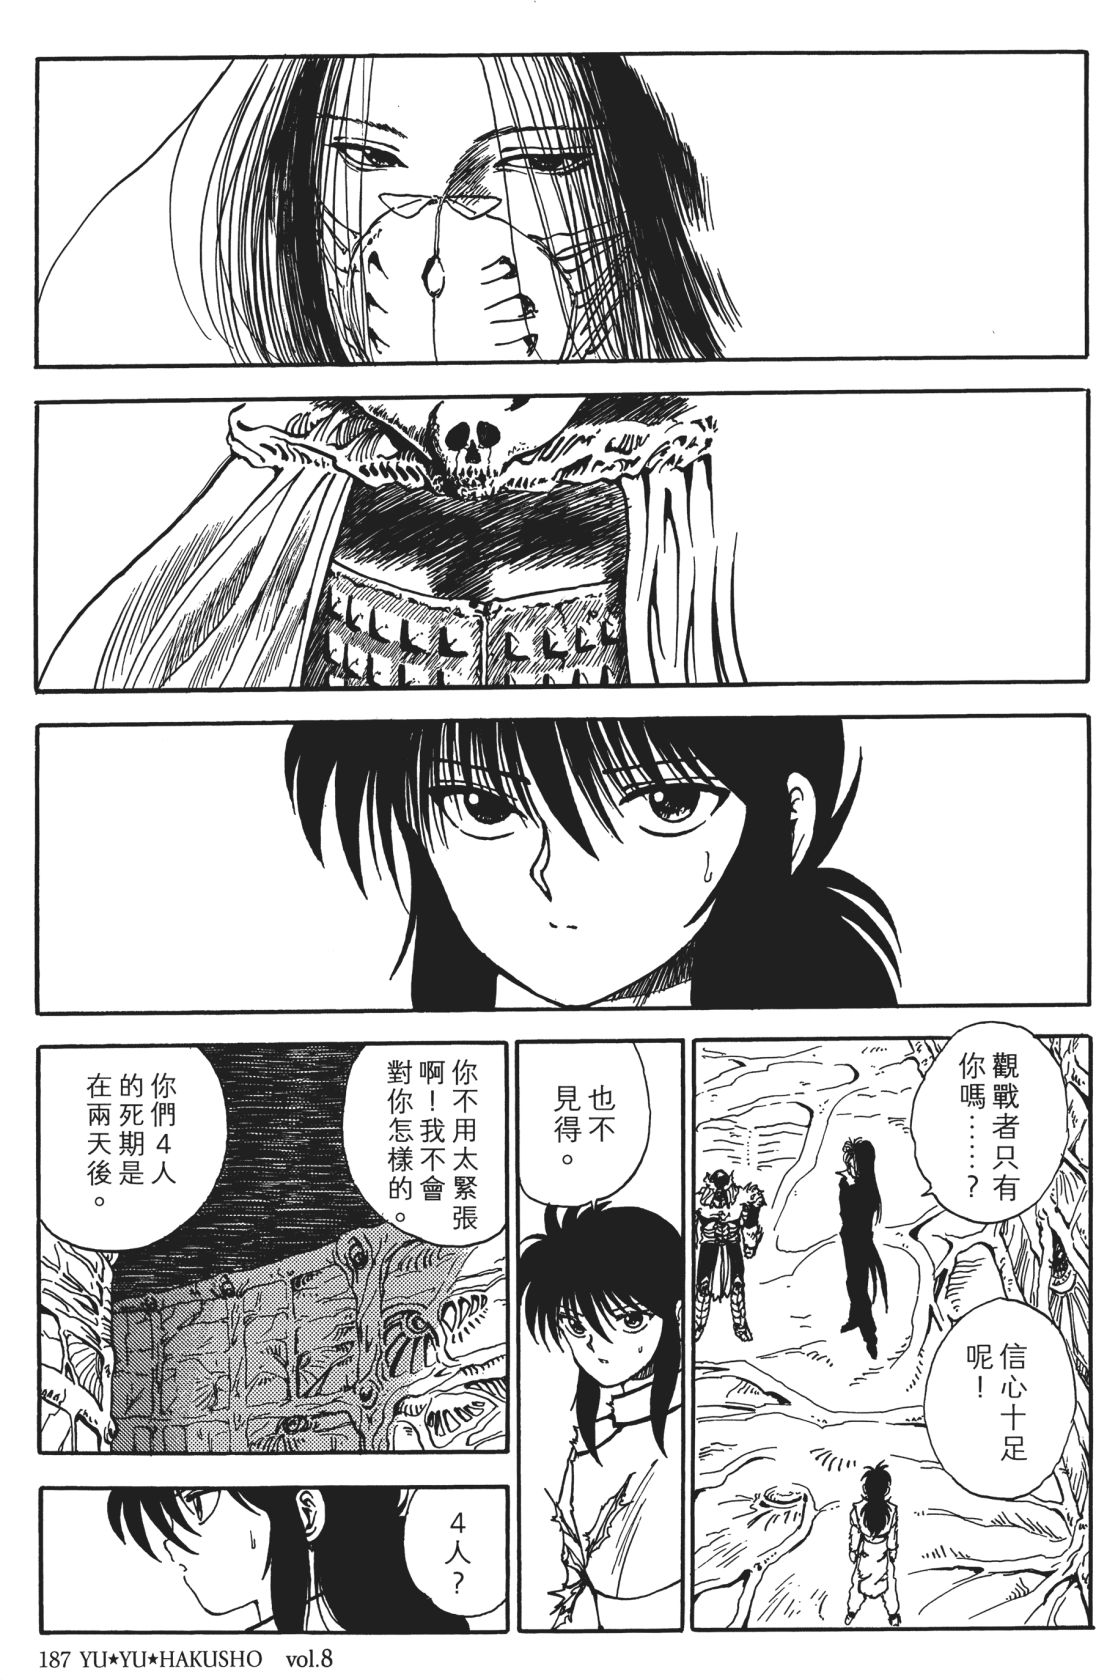 觀戰者只有
你嗎……?
信心十足
呢！
也不
見得。
你不用太緊張
啊！我不會
對你怎樣的。
你們4人
的死期是
在兩天後。
4人?
187 YU★YU★HAKUSHO vol.8